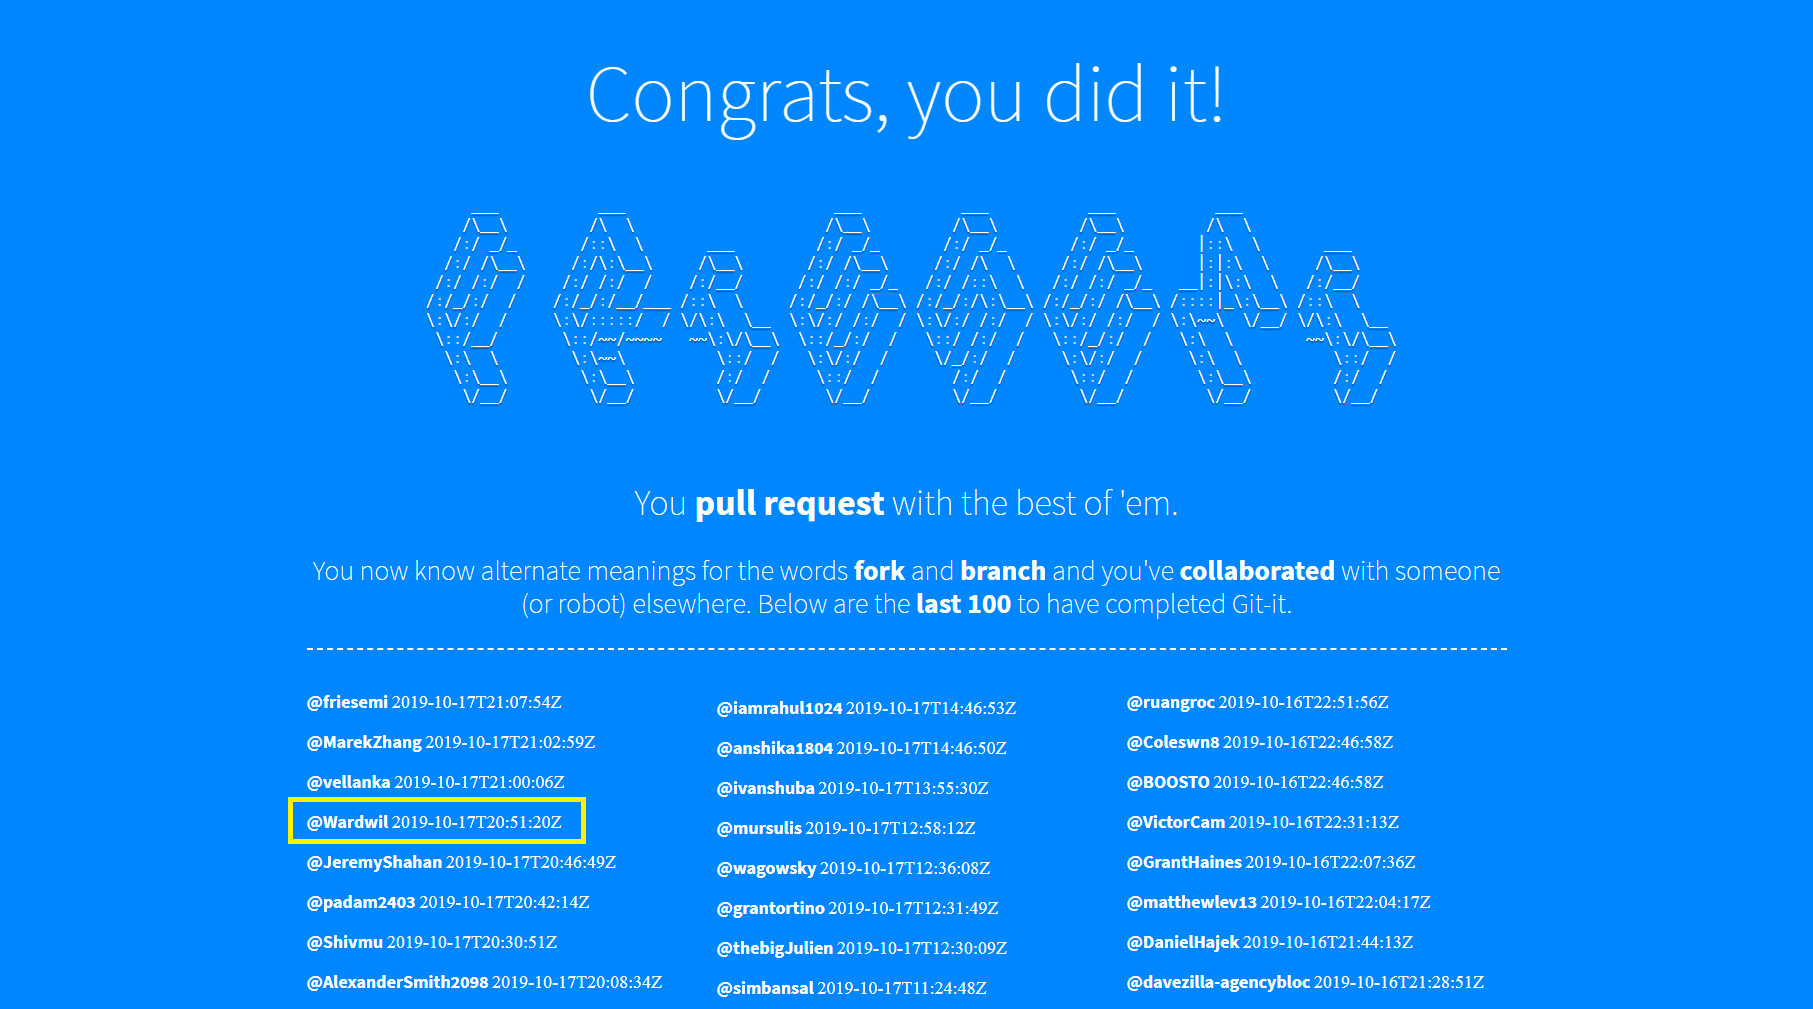 Congrats, you did it!
You pull request with the best of 'em.
You now know alternate meanings for the words fork and branch and you've collaborated with someone
(or robot) elsewhere. Below are the last 100 to have completed Git-it.
@friesemi 2019-10-17T21:07:54Z
@MarekZhang 2019-10-17T21:02:59Z
@vellanka 2019-10-17T21:00:06Z
@Wardwil 2019-10-17T20:51:20Z
@JeremyShahan 2019-10-17T20:46:49Z
@padam2403 2019-10-17T20:42:14Z
@Shivmu 2019-10-17T20:30:51Z
@AlexanderSmith2098 2019-10-17T20:08:34Z
@iamrahul1024 2019-10-17T14:46:53Z
@anshika1804 2019-10-17T14:46:50Z
@ivanshuba 2019-10-17T13:55:30Z
@mursulis 2019-10-17T12:58:12Z
@wagowsky 2019-10-17T12:36:08Z
@grantortino 2019-10-17T12:31:49Z
@thebigJulien 2019-10-17T12:30:09Z
@simbansal 2019-10-17T11:24:48Z
@ruangroc 2019-10-16T22:51:56Z
@Coleswn8 2019-10-16T22:46:58Z
@BOOSTO 2019-10-16T22:46:58Z
@VictorCam 2019-10-16T22:31:13Z
@GrantHaines 2019-10-16T22:07:36Z
@matthewlev13 2019-10-16T22:04:17Z
@DanielHajek 2019-10-16T21:44:13Z
@davezilla-agencybloc 2019-10-16T21:28:51Z